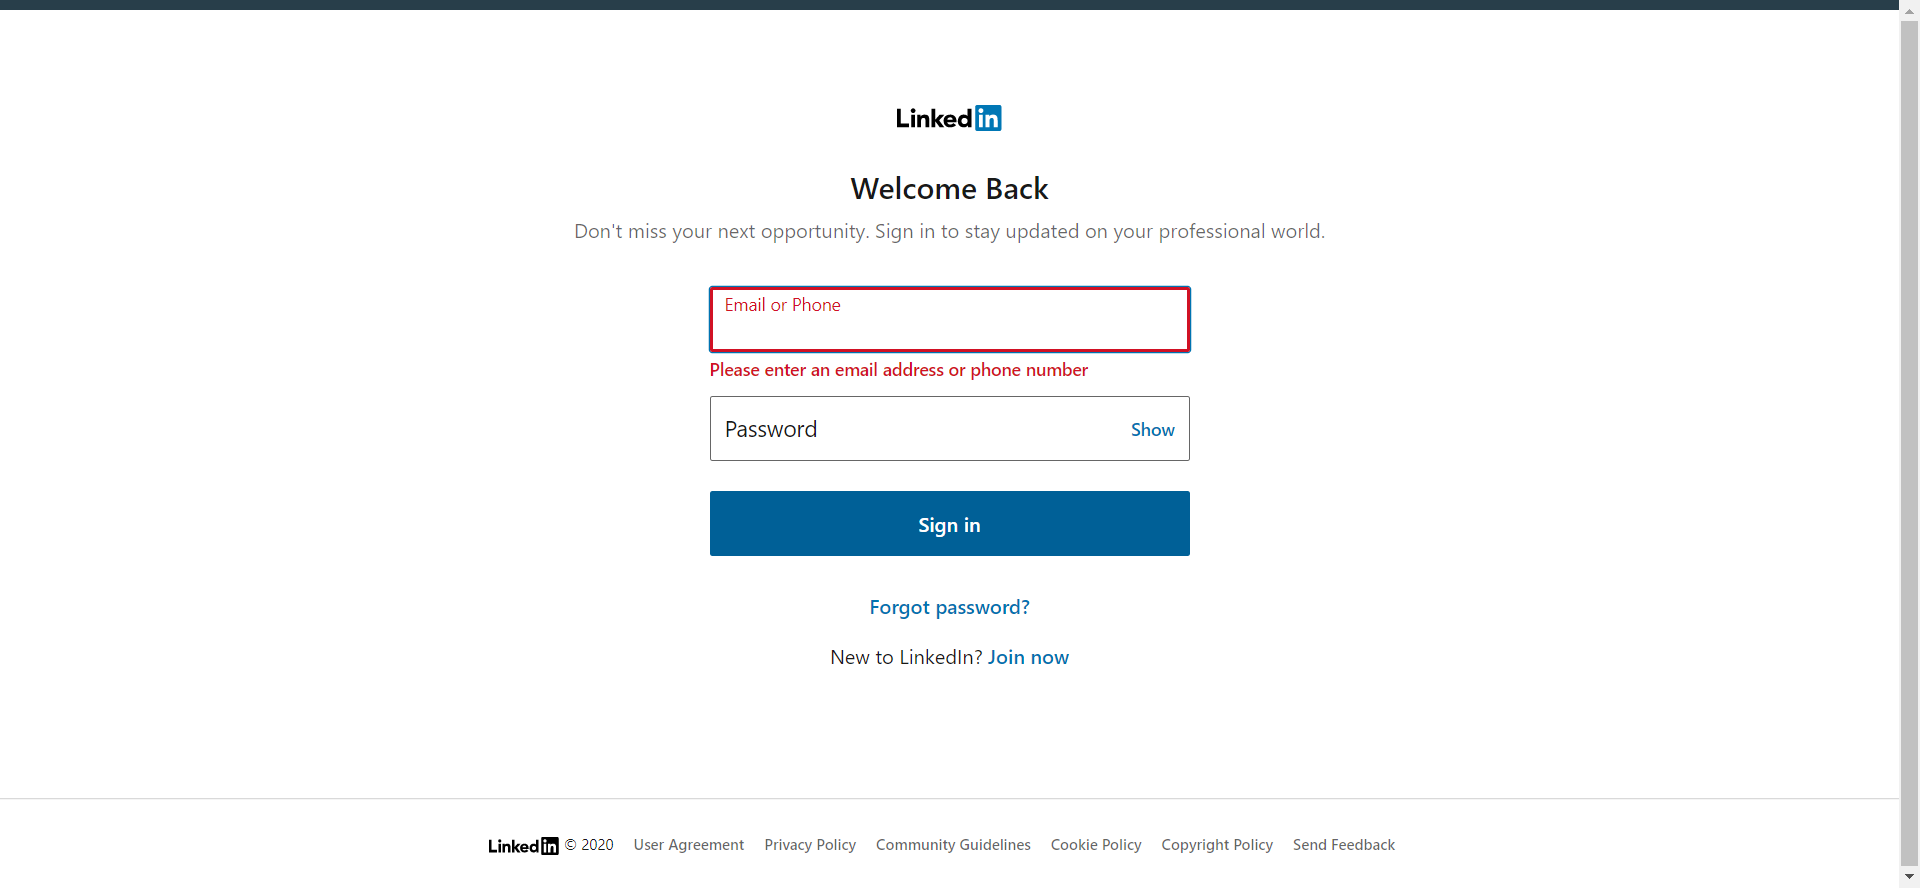 Linkedin
Welcome Back
Don't miss your next opportunity. Sign in to stay updated on your professional world.
Email or Phone
Please enter an email address or phone number
Password Show
Sign in
Forgot password?
New to LinkedIn? Join now
Linkedin © 2020 User Agreement Privacy Policy Community Guidelines Cookie Policy Copyright Policy Send Feedback